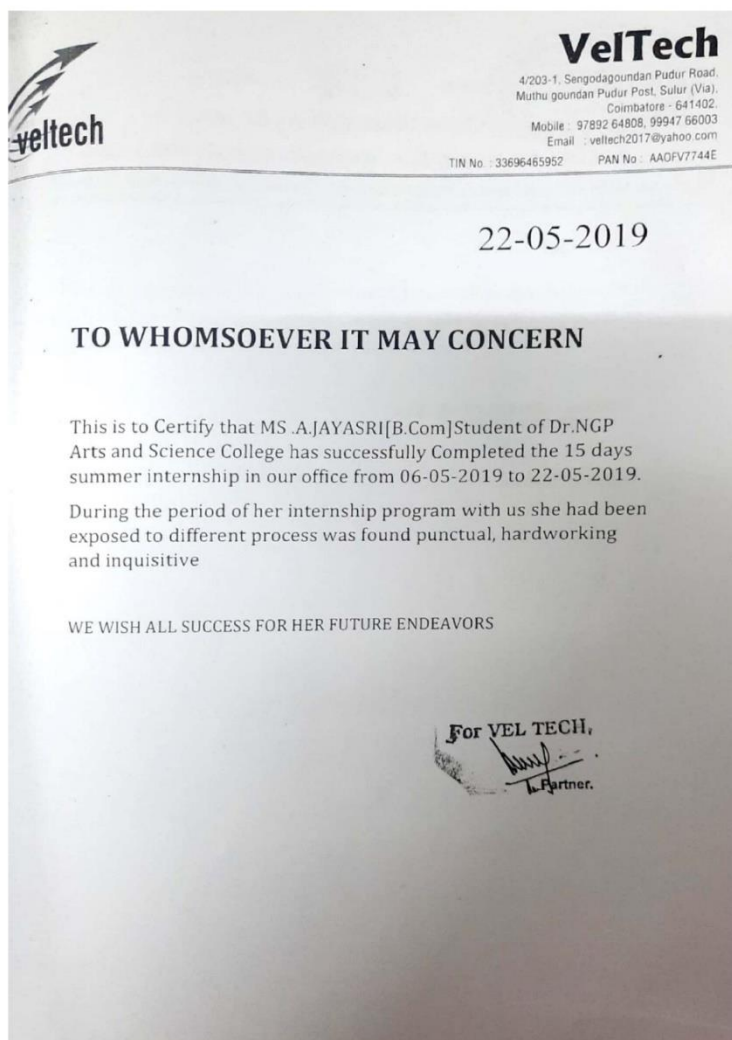 veltech
VelTech
4/203-1, Sengodagoundan Pudur Road,
Muthu goundan Pudur Post, Sulur (Via),
Coimbatore - 641402.
Mobile : 97892 64808, 99947 66003
Email : veltech2017@yahoo.com
TIN No. : 33696465952 PAN No : AAOFV7744E
22-05-2019
TO WHOMSOEVER IT MAY CONCERN
This is to Certify that MS .A.JAYASRI[B.Com]Student of Dr.NGP
Arts and Science College has successfully Completed the 15 days
summer internship in our office from 06-05-2019 to 22-05-2019.
During the period of her internship program with us she had been
exposed to different process was found punctual, hardworking
and inquisitive
WE WISH ALL SUCCESS FOR HER FUTURE ENDEAVORS
For VEL TECH,
Partner.